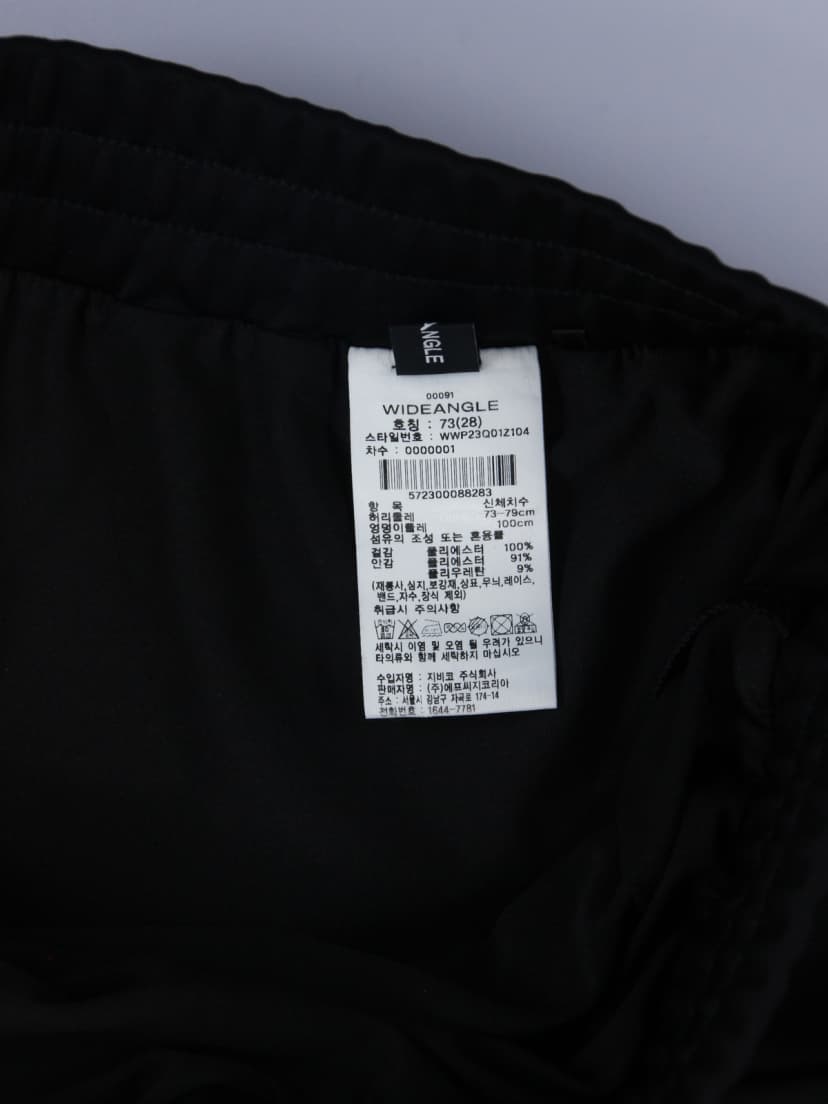 ANGLE
00091
WIDEANGLE
호칭 : 73(28)
스타일번호 : WWP23Q01Z104
차수 : 0000001
572300088283
항 목 신체치수
허리둘레 73-79cm
엉덩이둘레 100cm
섬유의 조성 또는 혼용률
겉감 폴리에스터 100%
안감 폴리에스터 91%
폴리우레탄 9%
(재봉사,심지,보강재,상표,무늬,레이스,
밴드,자수,장식 제외)
취급시 주의사항
세탁시 이염 및 오염 될 우려가 있으니
타의류와 함께 세탁하지 마십시오
수입자명 : 지비코 주식회사
판매자명 : (주)에프씨지코리아
주소 : 서울시 강남구 자곡로 174-14
전화번호 : 1644-7781